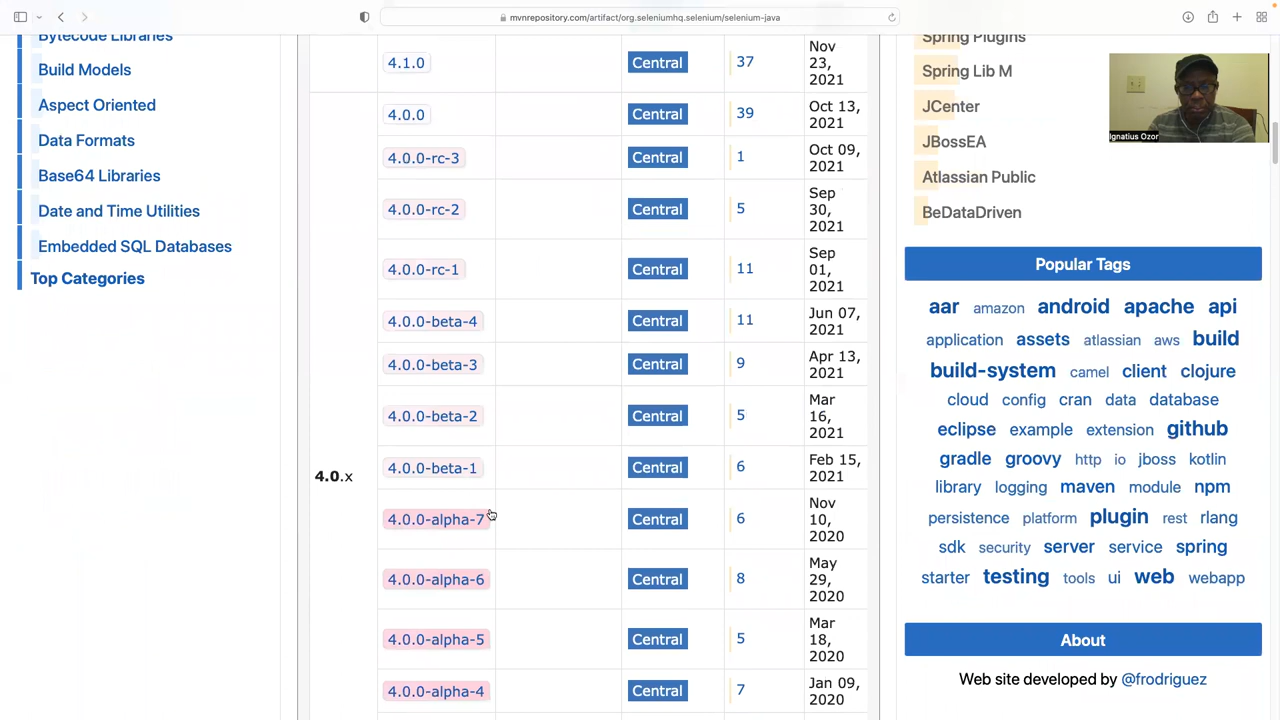 mvnrepository.com/artifact/org.seleniumhq.selenium/selenium-java
Bytecode Libraries
Build Models
Aspect Oriented
Data Formats
Base64 Libraries
Date and Time Utilities
Embedded SQL Databases
Top Categories
4.1.0 Central 37 Nov
23,
2021
4.0.0 Central 39 Oct 13,
2021
4.0.0-rc-3 Central 1 Oct 09,
2021
4.0.0-rc-2 Central 5 Sep
30,
2021
4.0.0-rc-1 Central 11 Sep
01,
2021
4.0.0-beta-4 Central 11 Jun 07,
2021
4.0.0-beta-3 Central 9 Apr 13,
2021
4.0.0-beta-2 Central 5 Mar
16,
2021
4.0.x
4.0.0-beta-1 Central 6 Feb 15,
2021
4.0.0-alpha-7 Central 6 Nov
10,
2020
4.0.0-alpha-6 Central 8 May
29,
2020
4.0.0-alpha-5 Central 5 Mar
18,
2020
4.0.0-alpha-4 Central 7 Jan 09,
2020
Spring Plugins
Spring Lib M
JCenter
JBossEA
Atlassian Public
BeDataDriven
Ignatius Ozor
Popular Tags
aar amazon android apache api
application assets atlassian aws build
build-system camel client clojure
cloud config cran data database
eclipse example extension github
gradle groovy http io jboss kotlin
library logging maven module npm
persistence platform plugin rest rlang
sdk security server service spring
starter testing tools ui web webapp
About
Web site developed by @frodriguez